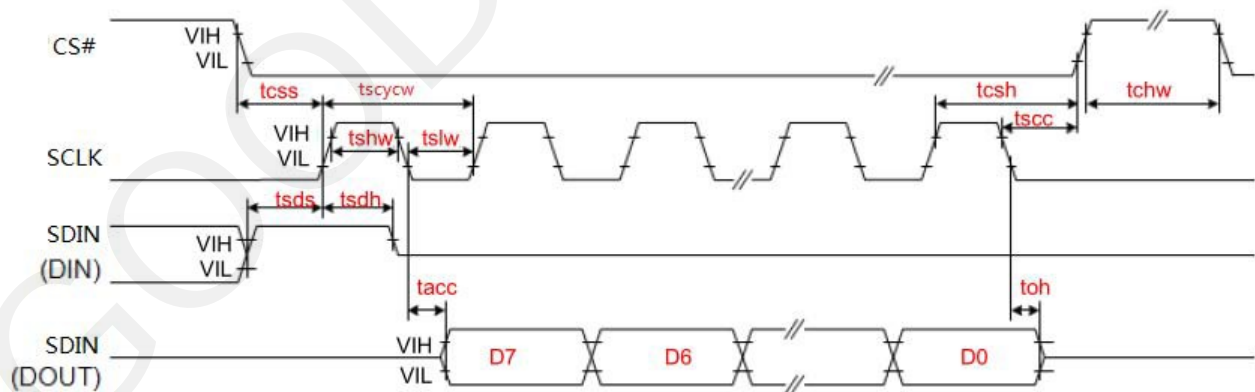 CS#
VIH
VIL
tcss
tscycw
tcsh
tchw
tscc
SCLK
VIH
VIL
tshw
tslw
tsds
tsdh
SDIN
(DIN)
VIH
VIL
tacc
toh
SDIN
(DOUT)
VIH
VIL
D7
D6
D0